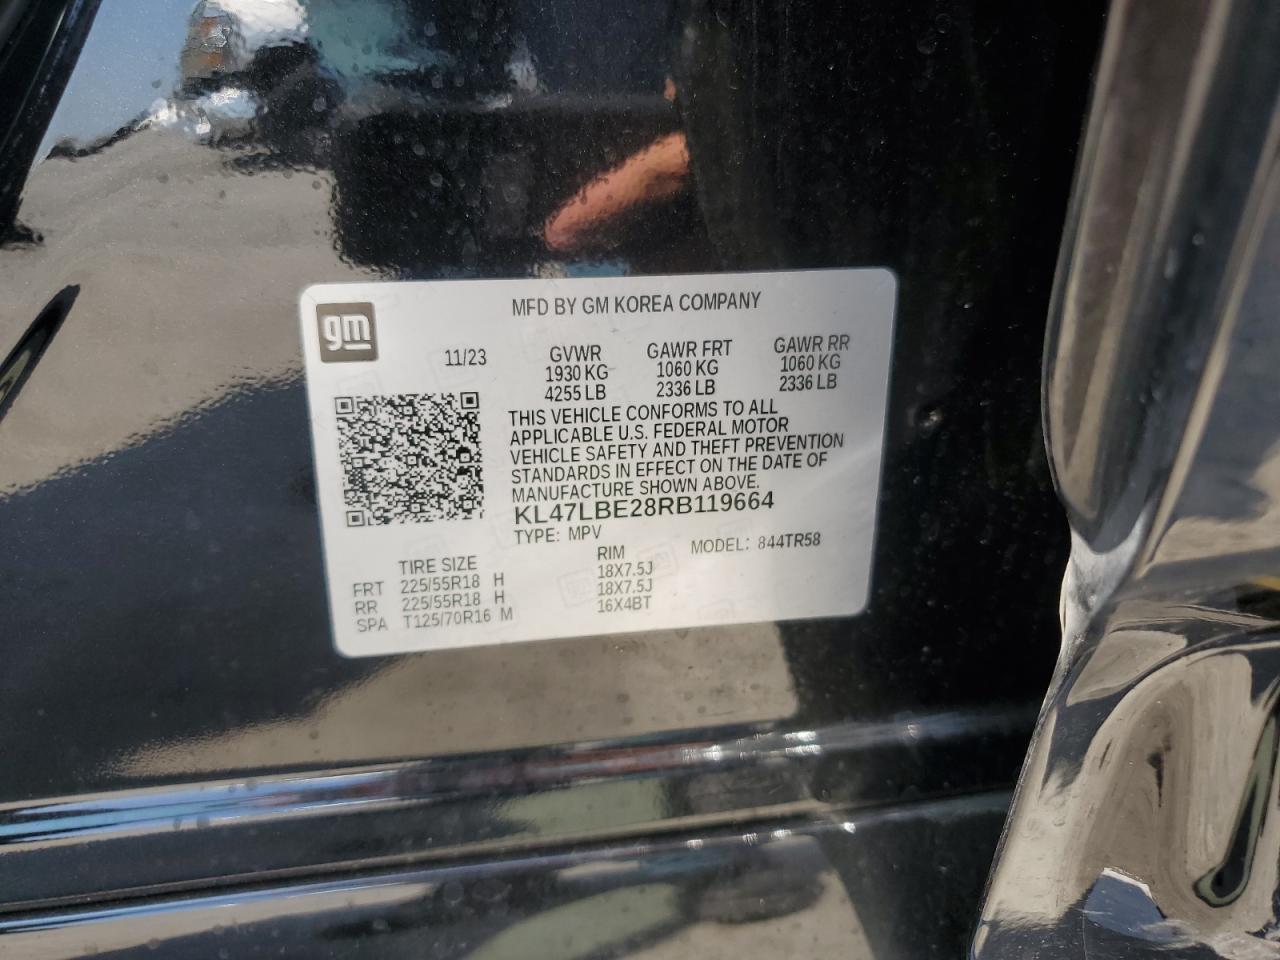 gm
MFD BY GM KOREA COMPANY
11/23
GVWR
1930 KG
4255 LB
GAWR FRT
1060 KG
2336 LB
GAWR RR
1060 KG
2336 LB
THIS VEHICLE CONFORMS TO ALL
APPLICABLE U.S. FEDERAL MOTOR
VEHICLE SAFETY AND THEFT PREVENTION
STANDARDS IN EFFECT ON THE DATE OF
MANUFACTURE SHOWN ABOVE.
KL47LBE28RB119664
TYPE: MPV
MODEL: 844TR58
TIRE SIZE RIM
FRT 225/55R18 H 18X7.5J
RR 225/55R18 H 18X7.5J
SPA T125/70R16 M 16X4BT